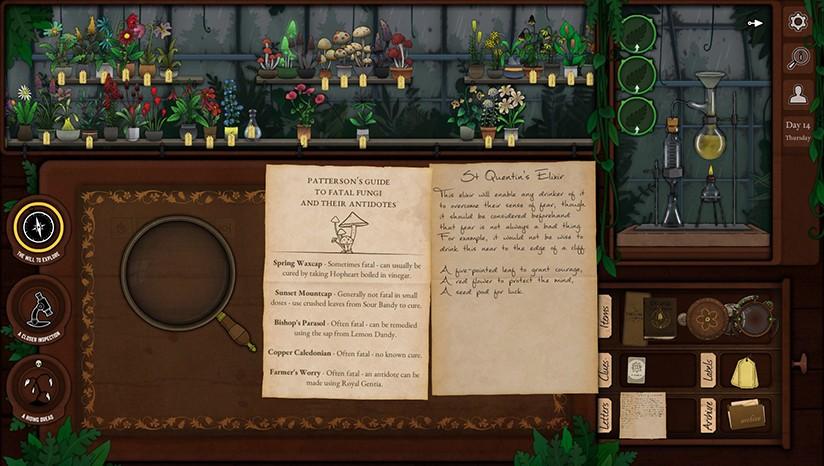 PATTERSON'S GUIDE
TO FATAL FUNGI
AND THEIR ANTIDOTES
Spring Waxcap - Sometimes fatal - can usually be
cured by taking Hopheart boiled in vinegar.
Sunset Mountcap - Generally not fatal in small
doses - use crushed leaves from Sour Bandy to cure.
Bishop's Parasol - Often fatal - can be remedied
using the sap from Lemon Dandy.
Copper Caledonian - Often fatal - no known cure.
Farmer's Worry - Often fatal - an antidote can be
made using Royal Gentia.
St Quentin's Elixir
This elixir will enable any drinker of it
to overcome their sense of fear, though
it should be considered beforehand
that fear is not always a bad thing.
For example, it would not be wise to
drink this near to the edge of a cliff.
A five-pointed leaf to grant courage,
A red flower to protect the mind,
A seed pod for luck.
THE WILL TO EXPLORE
A CLOSER INSPECTION
A RISING DREAD
Day 14
Thursday
Items
Clues
Labels
Letters
Archive
archive